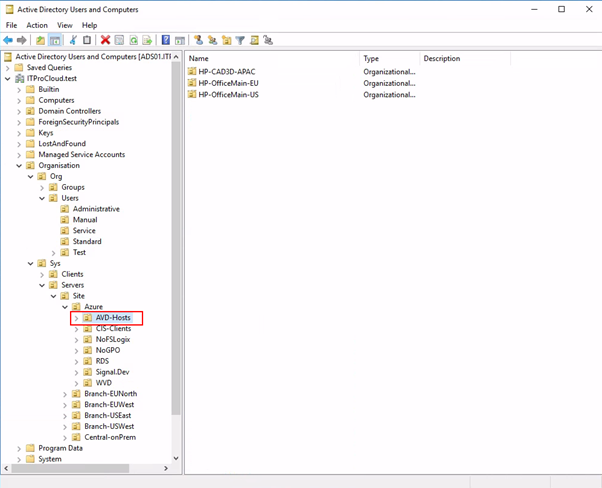 Active Directory Users and Computers
File Action View Help
Active Directory Users and Computers [ADS01.IT
Saved Queries
ITProCloud.test
Builtin
Computers
Domain Controllers
ForeignSecurityPrincipals
Keys
LostAndFound
Managed Service Accounts
Organisation
Org
Groups
Users
Administrative
Manual
Service
Standard
Test
Sys
Clients
Servers
Site
Azure
AVD-Hosts
CIS-Clients
NoFSLogix
NoGPO
RDS
Signal.Dev
WVD
Branch-EUNorth
Branch-EUWest
Branch-USEast
Branch-USWest
Central-onPrem
Program Data
System
Name Type Description
HP-CAD3D-APAC Organizational...
HP-OfficeMain-EU Organizational...
HP-OfficeMain-US Organizational...